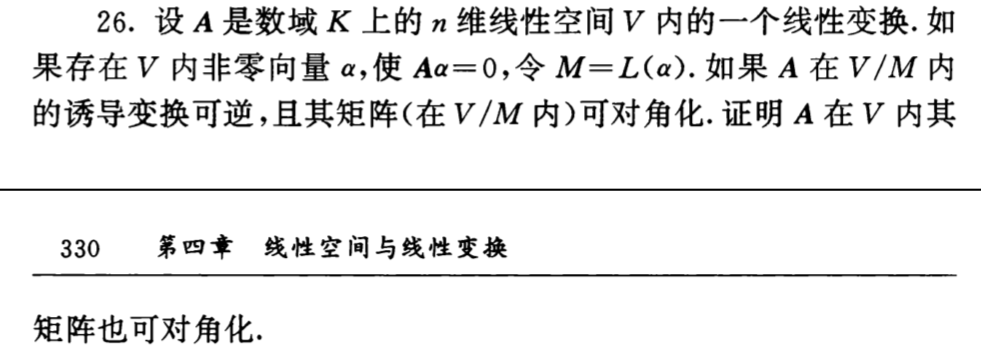 26. 设 A 是数域 K 上的 n 维线性空间 V 内的一个线性变换. 如
果存在 V 内非零向量 α,使 Aα=0,令 M=L(α). 如果 A 在 V/M 内
的诱导变换可逆,且其矩阵(在 V/M 内)可对角化. 证明 A 在 V 内其
330 第四章 线性空间与线性变换
矩阵也可对角化.